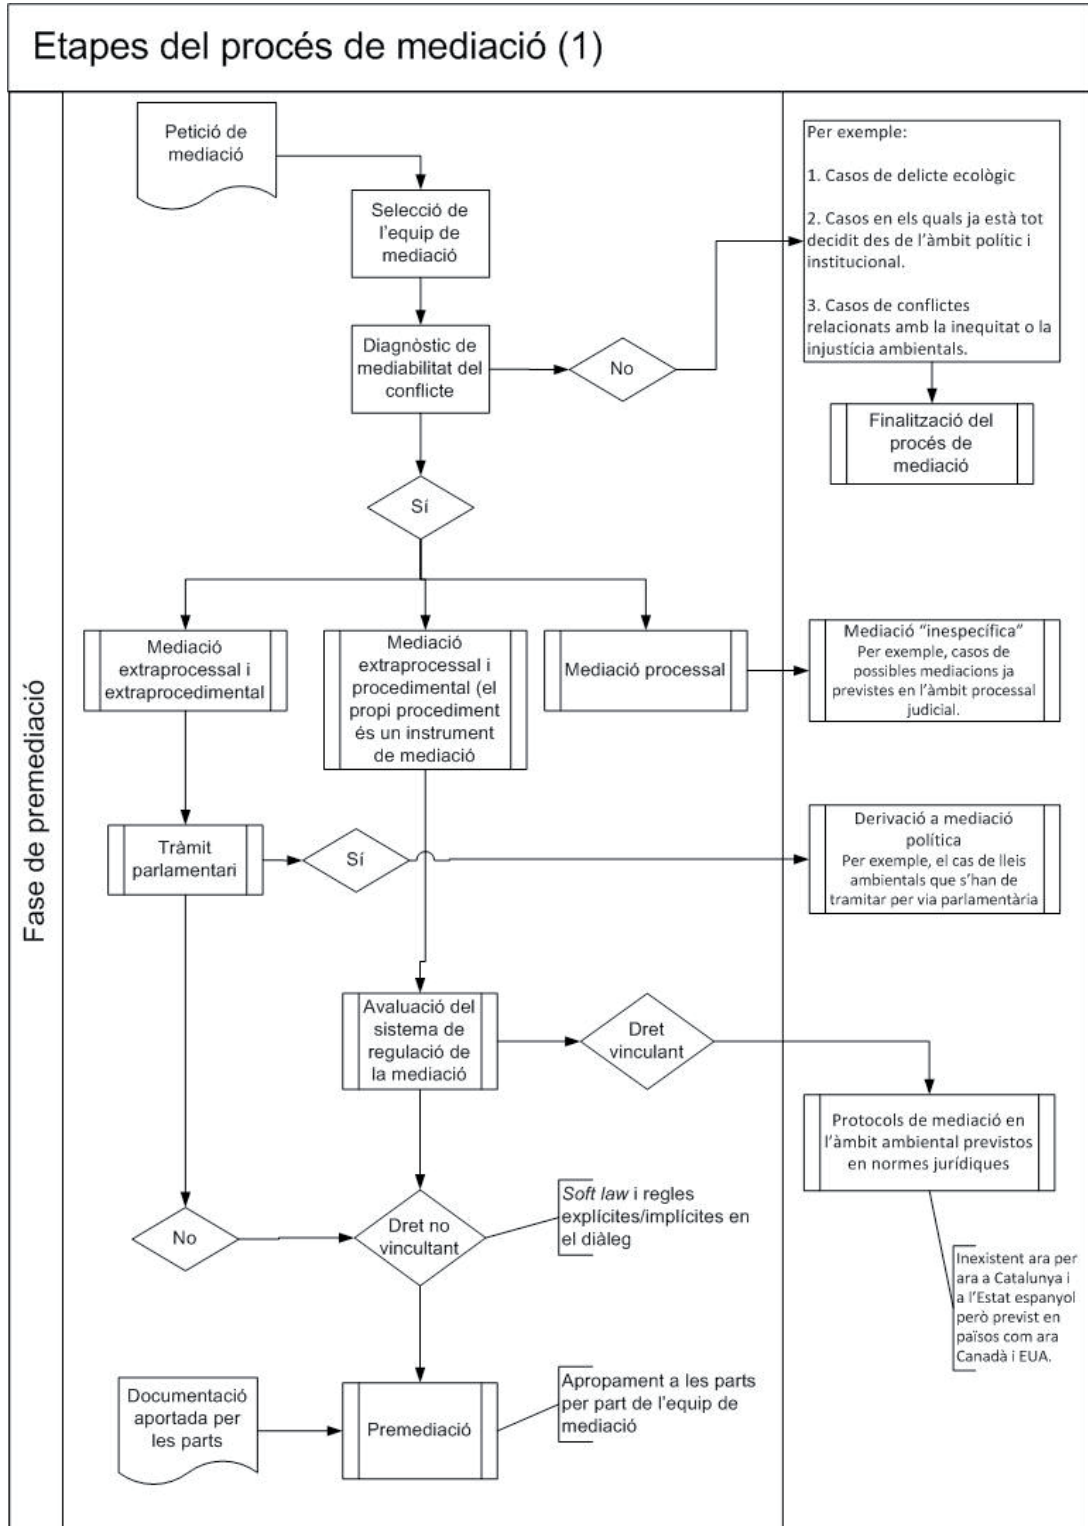 Etapes del procés de mediació (1)
Fase de premediació
Petició de
mediació
Selecció de
l'equip de
mediació
Diagnòstic de
mediabilitat del
conflicte
No
Per exemple:
1. Casos de delicte ecològic
2. Casos en els quals ja està tot
decidit des de l'àmbit polític i
institucional.
3. Casos de conflictes
relacionats amb la inequitat o la
injustícia ambientals.
Finalització del
procés de
mediació
Sí
Mediació
extraprocessal i
extraprocedimental
Mediació
extraprocessal i
procedimental (el
propi procediment
és un instrument
de mediació
Mediació processal
Mediació "inespecífica"
Per exemple, casos de
possibles mediacions ja
previstes en l'àmbit processal
judicial.
Tràmit
parlamentari
Sí
Derivació a mediació
política
Per exemple, el cas de lleis
ambientals que s'han de
tramitar per via parlamentària
Avaluació del
sistema de
regulació de
la mediació
Dret
vinculant
Protocols de mediació en
l'àmbit ambiental previstos
en normes jurídiques
No
Dret no
vincultant
Soft law i regles
explícites/implícites en
el diàleg
Inexistent ara per
ara a Catalunya i
a l'Estat espanyol
però previst en
països com ara
Canadà i EUA.
Documentació
aportada per
les parts
Premediació
Apropament a les parts
per part de l'equip de
mediació